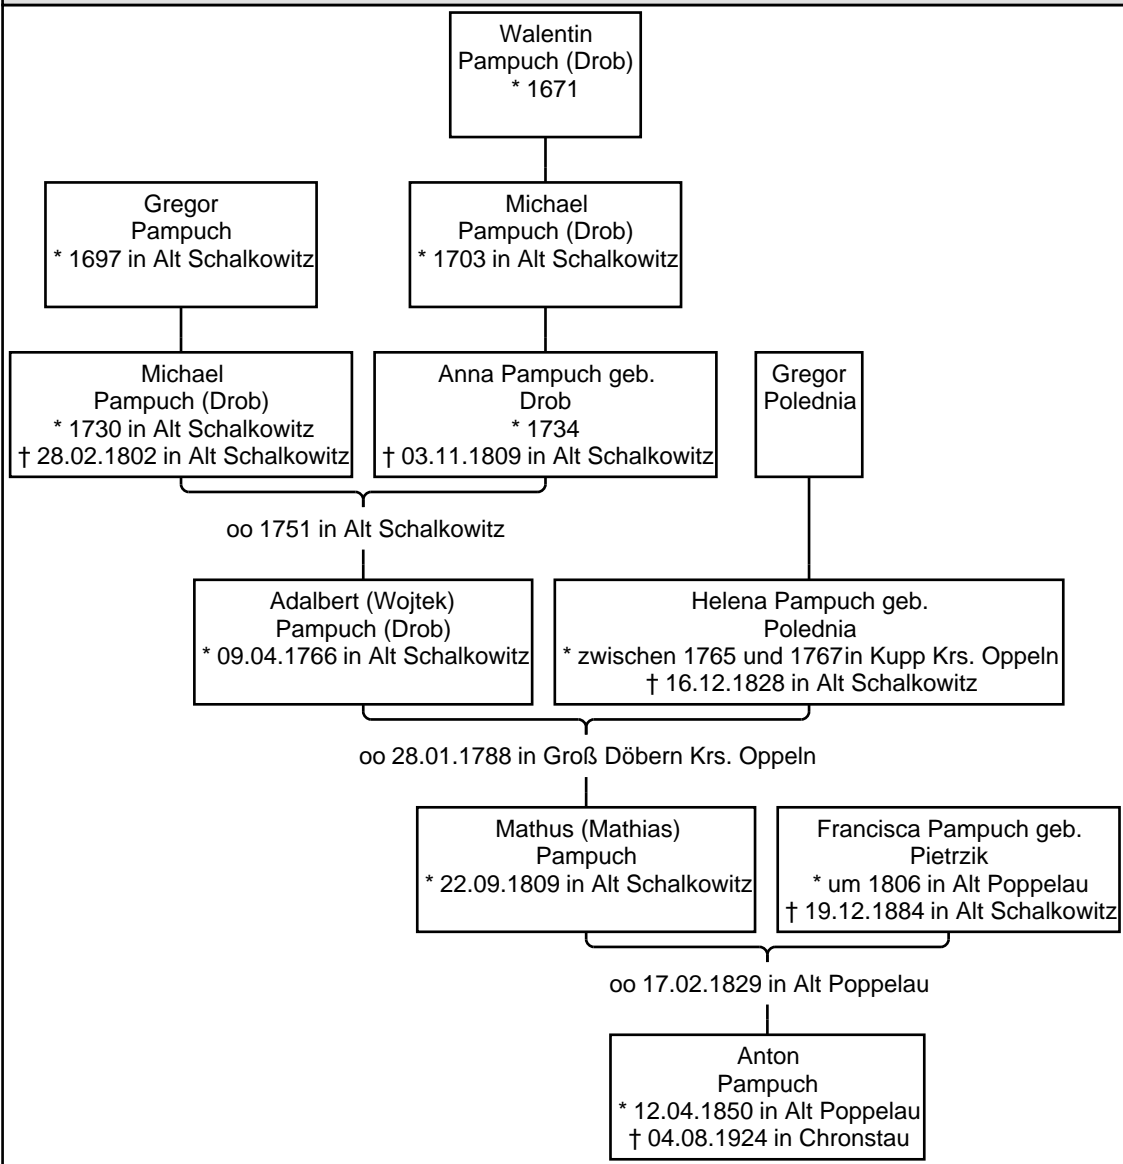 Walentin
Pampuch (Drob)
* 1671
Gregor
Pampuch
* 1697 in Alt Schalkowitz
Michael
Pampuch (Drob)
* 1703 in Alt Schalkowitz
Michael
Pampuch (Drob)
* 1730 in Alt Schalkowitz
† 28.02.1802 in Alt Schalkowitz
Anna Pampuch geb.
Drob
* 1734
† 03.11.1809 in Alt Schalkowitz
Gregor
Polednia
oo 1751 in Alt Schalkowitz
Adalbert (Wojtek)
Pampuch (Drob)
* 09.04.1766 in Alt Schalkowitz
Helena Pampuch geb.
Polednia
* zwischen 1765 und 1767in Kupp Krs. Oppeln
† 16.12.1828 in Alt Schalkowitz
oo 28.01.1788 in Groß Döbern Krs. Oppeln
Mathus (Mathias)
Pampuch
* 22.09.1809 in Alt Schalkowitz
Francisca Pampuch geb.
Pietrzik
* um 1806 in Alt Poppelau
† 19.12.1884 in Alt Schalkowitz
oo 17.02.1829 in Alt Poppelau
Anton
Pampuch
* 12.04.1850 in Alt Poppelau
† 04.08.1924 in Chronstau